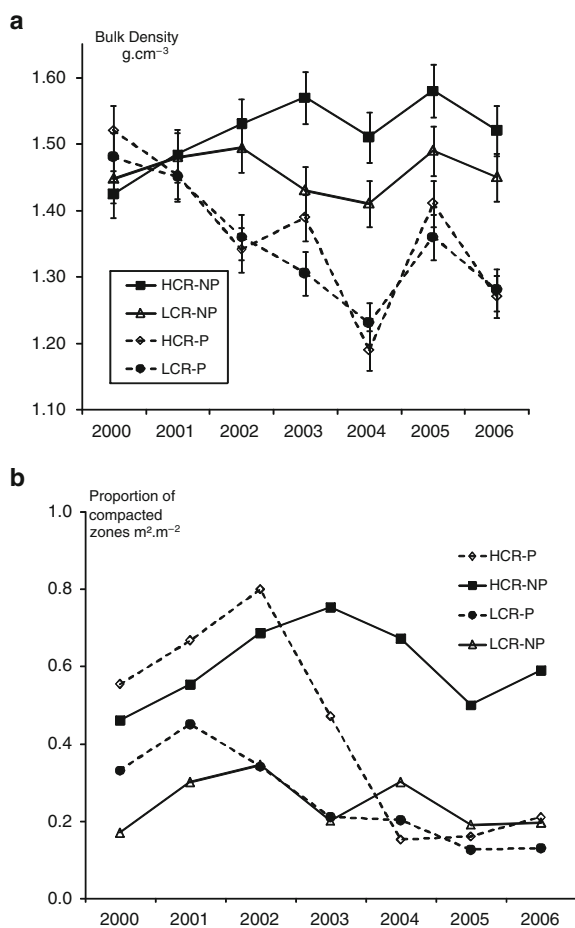 a
Bulk Density
g.cm⁻³
1.60
1.50
1.40
1.30
1.20
1.10
HCR-NP
LCR-NP
HCR-P
LCR-P
2000 2001 2002 2003 2004 2005 2006
b
Proportion of
compacted
zones m².m⁻²
1.0
0.8
0.6
0.4
0.2
0.0
HCR-P
HCR-NP
LCR-P
LCR-NP
2000 2001 2002 2003 2004 2005 2006